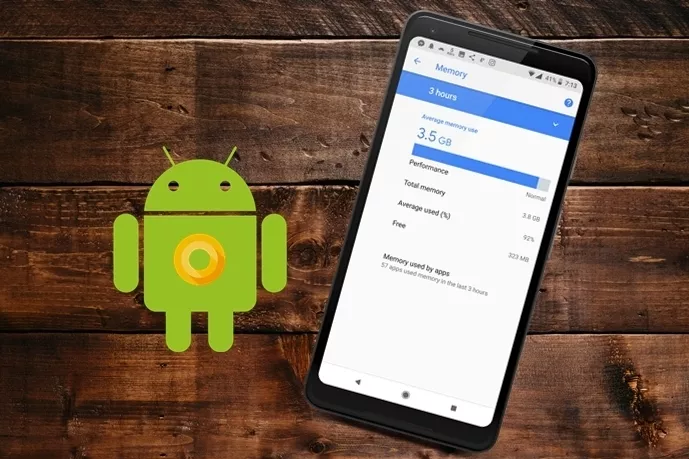 41% 7:13
Memory
3 hours
?
Average memory use
3.5 GB
Performance Normal
Total memory 3.8 GB
Average used (%) 92%
Free 323 MB
Memory used by apps
57 apps used memory in the last 3 hours